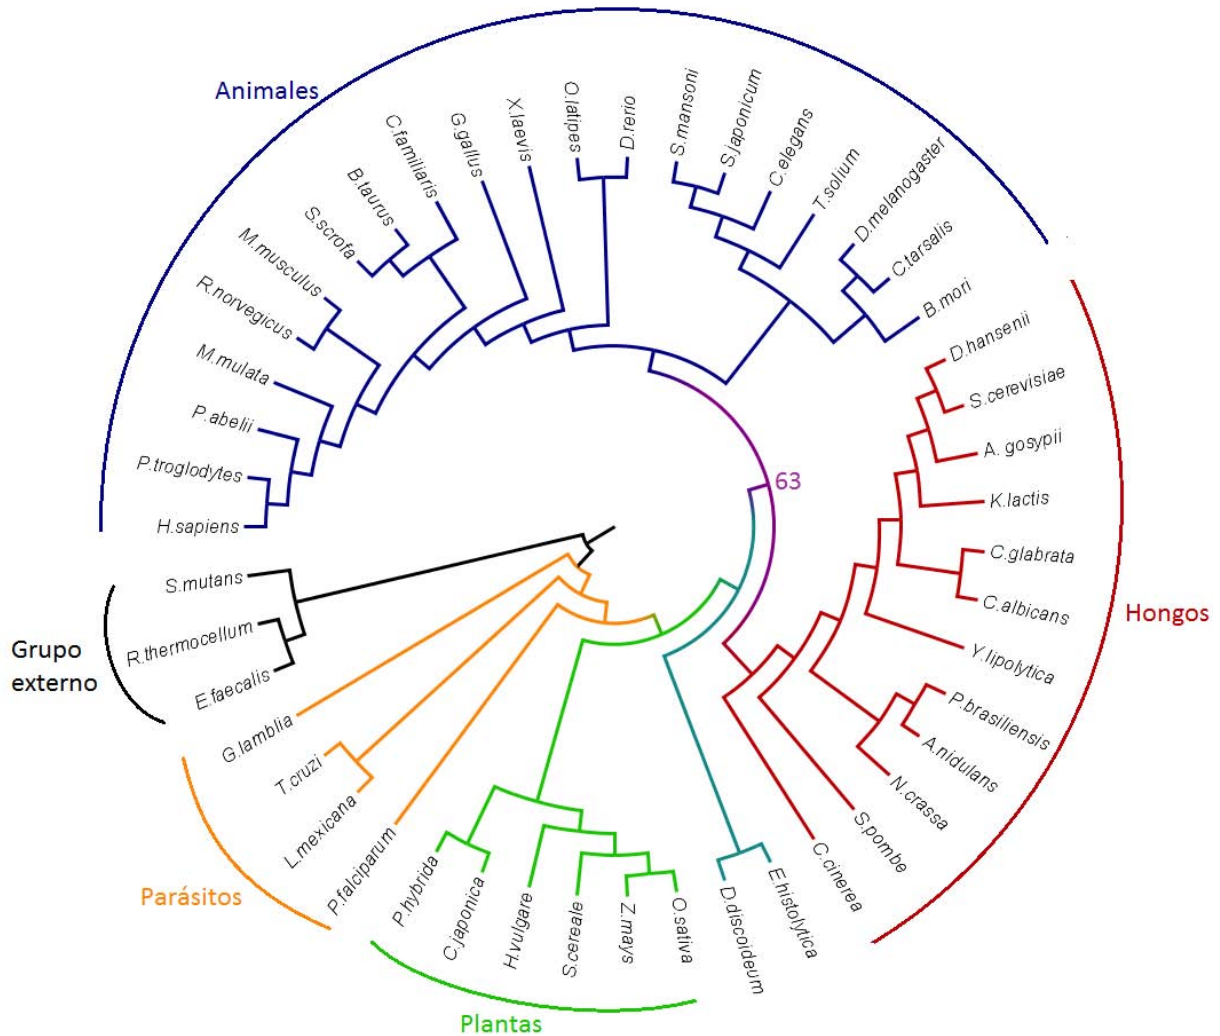 Animales
H.sapiens
P.troglodytes
P.abelii
M.mulata
R.norvegicus
M.musculus
S.scrofa
B.taurus
C.familiaris
G.gallus
X.laevis
O.latipes
D.rerio
S.mansoni
S.japonicum
C.elegans
T.solium
D.melanogaster
C.tarsalis
B.mori
D.hansenii
S.cerevisiae
A. gosypii
K.lactis
C.glabrata
C.albicans
Y.lipolytica
P.brasiliensis
A.nidulans
N.crassa
S.pombe
C.cinerea
Hongos
63
E.histolytica
D.discoideum
O.sativa
Z.mays
S.cereale
H.vulgare
C.japonica
P.hybrida
Plantas
P.falciparum
L.mexicana
T.cruzi
G.lamblia
Parásitos
E.faecalis
R.thermocellum
S.mutans
Grupo
externo